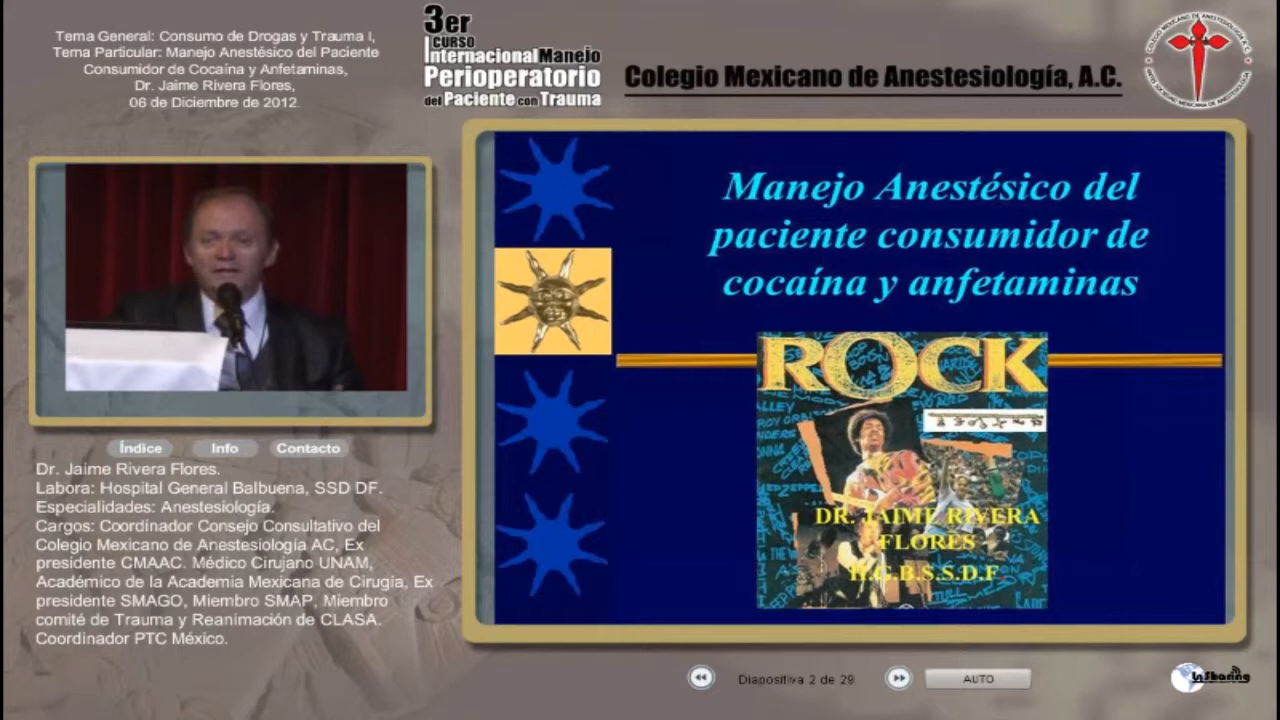 Tema General: Consumo de Drogas y Trauma I,
Tema Particular: Manejo Anestésico del Paciente
Consumidor de Cocaína y Anfetaminas,
Dr. Jaime Rivera Flores,
06 de Diciembre de 2012.
3er
CURSO
Internacional Manejo
Perioperatorio
del Paciente con Trauma
Colegio Mexicano de Anestesiología, A.C.
Manejo Anestésico del
paciente consumidor de
cocaína y anfetaminas
ROCK
DR. JAIME RIVERA
FLORES
H.G.B.S.S.D.F.
Índice Info Contacto
Dr. Jaime Rivera Flores.
Labora: Hospital General Balbuena, SSD DF.
Especialidades: Anestesiología.
Cargos: Coordinador Consejo Consultativo del
Colegio Mexicano de Anestesiología AC, Ex
presidente CMAAC. Médico Cirujano UNAM,
Académico de la Academia Mexicana de Cirugía, Ex
presidente SMAGO, Miembro SMAP, Miembro
comité de Trauma y Reanimación de CLASA.
Coordinador PTC México.
Diapositiva 2 de 29
AUTO
InSharing